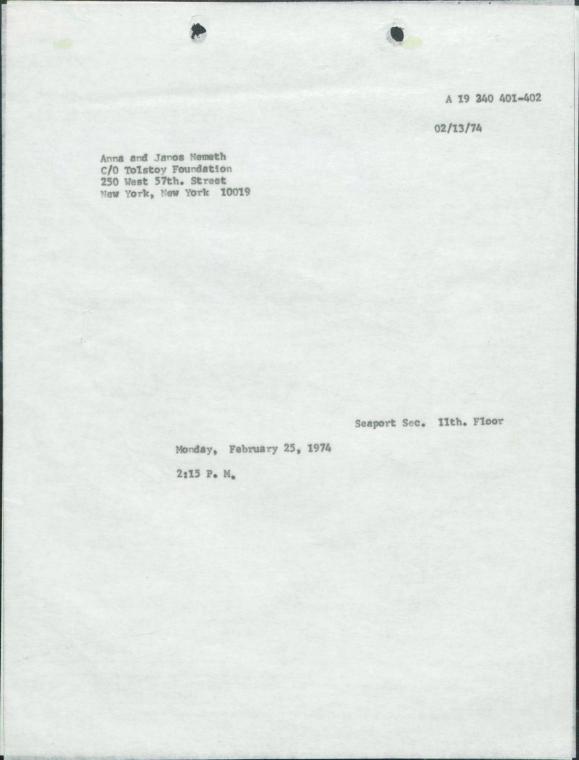 A 19 240 401-402
02/13/74
Anna and Janos Nemeth
C/O Tolstoy Foundation
250 West 57th. Street
New York, New York 10019
Seaport Sec. 11th. Floor
Monday, February 25, 1974
2:15 P. M.